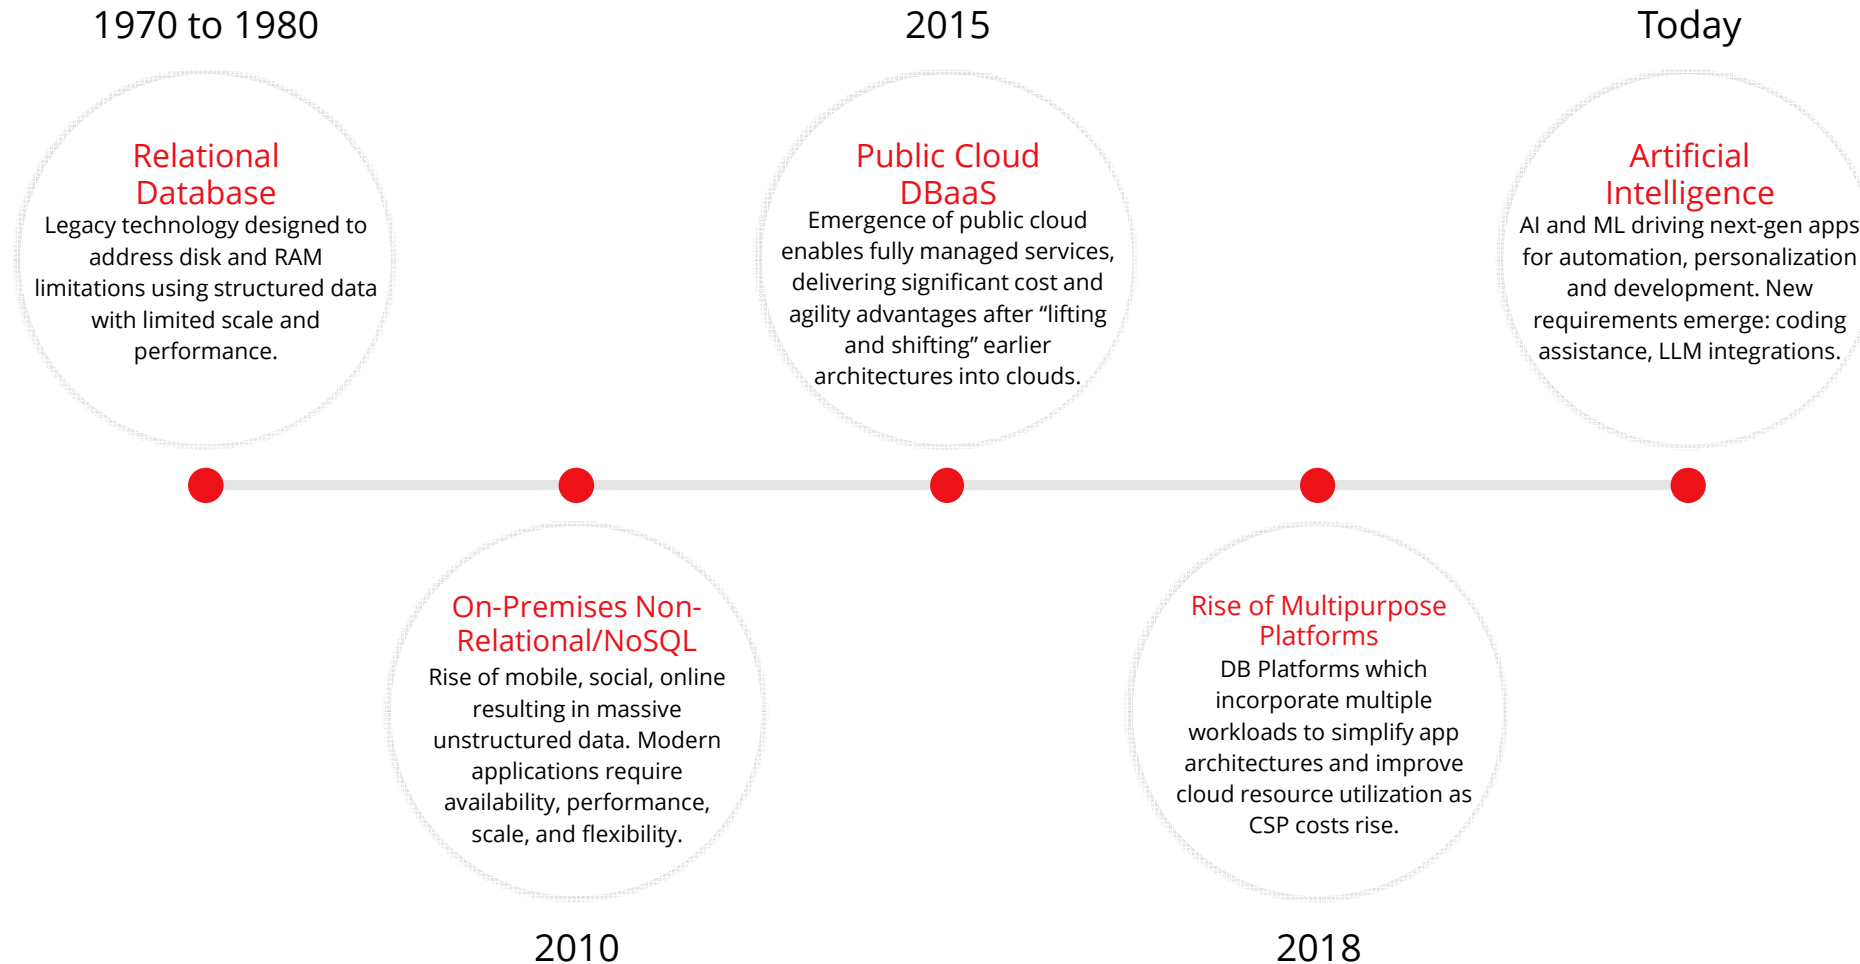 1970 to 1980
Relational
Database
Legacy technology designed to
address disk and RAM
limitations using structured data
with limited scale and
performance.
2015
Public Cloud
DBaaS
Emergence of public cloud
enables fully managed services,
delivering significant cost and
agility advantages after “lifting
and shifting” earlier
architectures into clouds.
Today
Artificial
Intelligence
AI and ML driving next-gen apps
for automation, personalization
and development. New
requirements emerge: coding
assistance, LLM integrations.
On-Premises Non-
Relational/NoSQL
Rise of mobile, social, online
resulting in massive
unstructured data. Modern
applications require
availability, performance,
scale, and flexibility.
2010
Rise of Multipurpose
Platforms
DB Platforms which
incorporate multiple
workloads to simplify app
architectures and improve
cloud resource utilization as
CSP costs rise.
2018